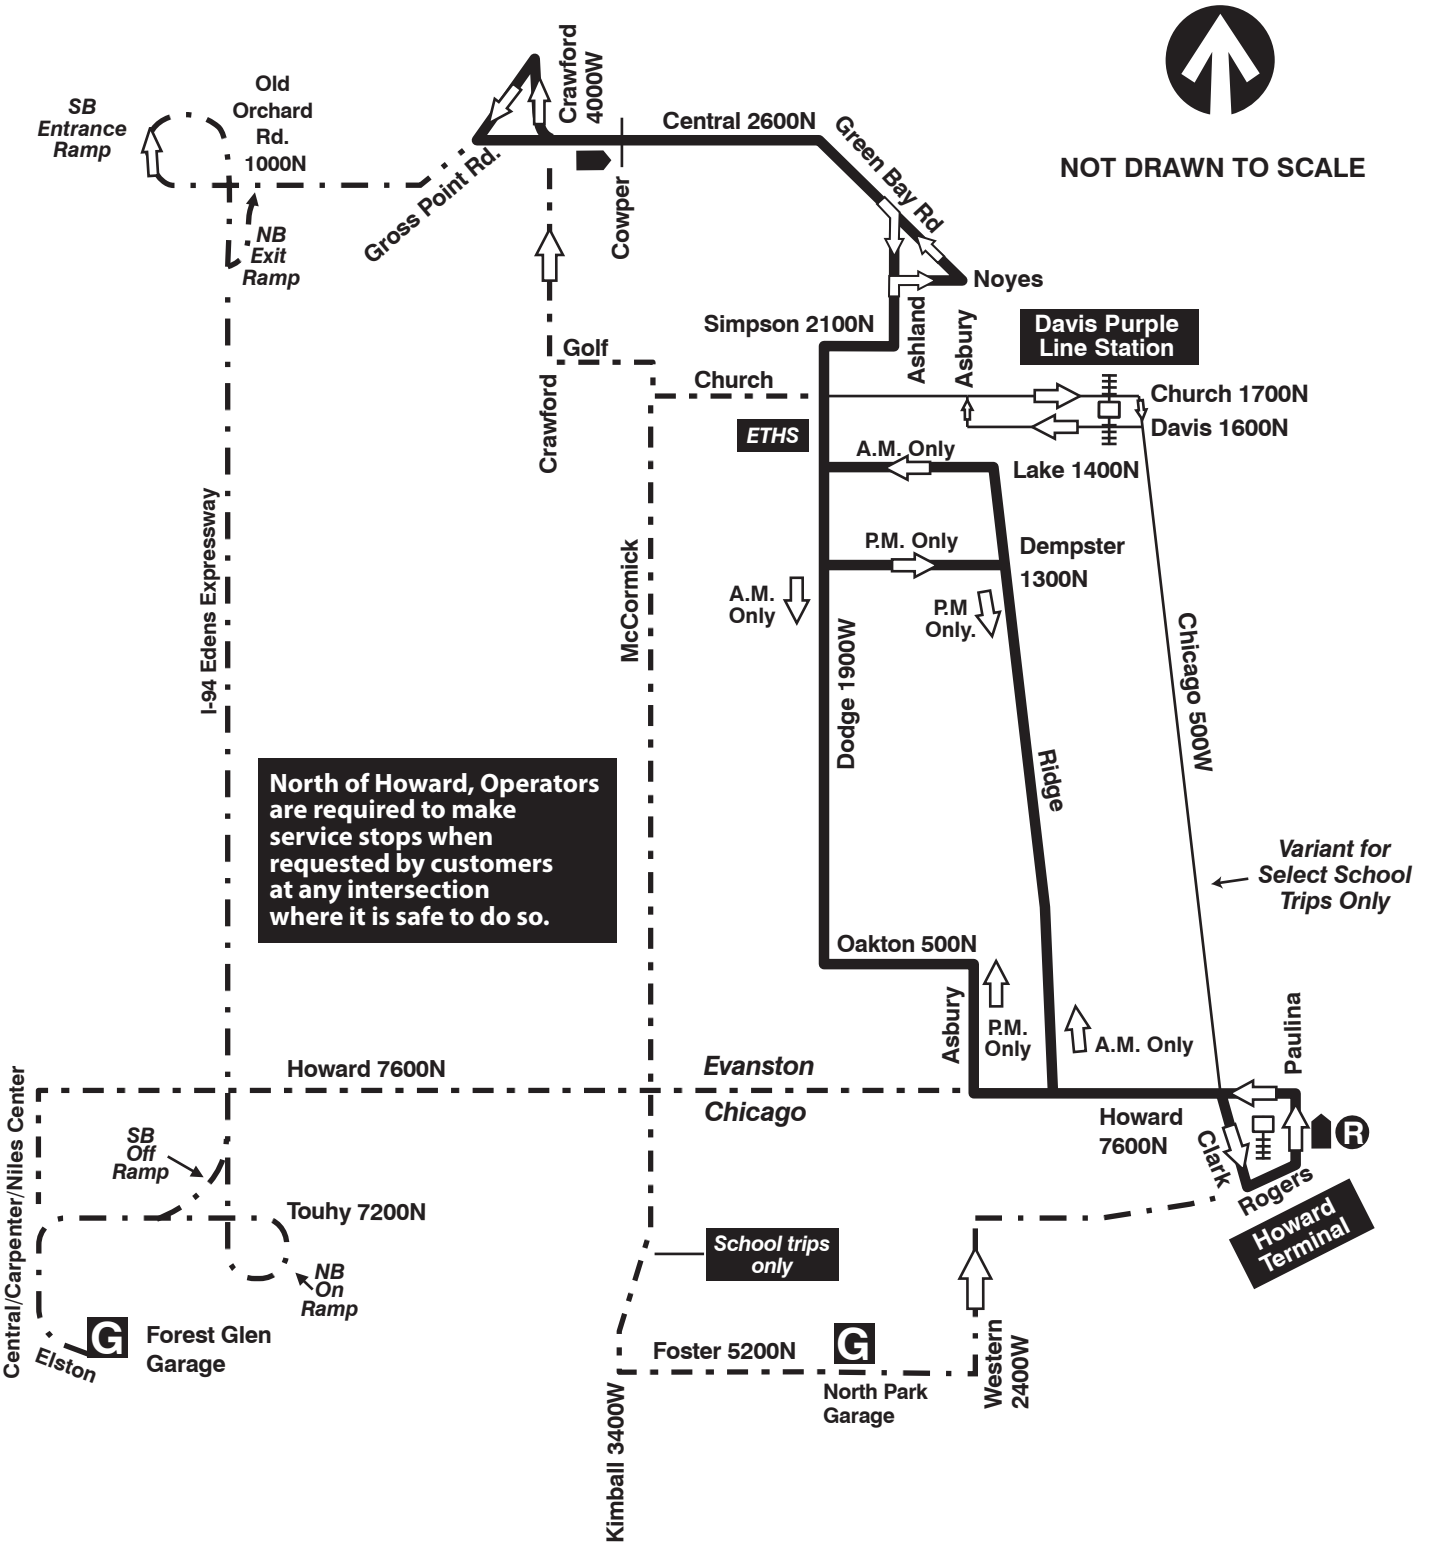 Crawford
4000W
Old
Orchard
Rd.
1000N
SB
Entrance
Ramp
Central 2600N
Green Bay Rd
NOT DRAWN TO SCALE
Gross Point Rd.
Cowper
NB
Exit
Ramp
Noyes
Simpson 2100N
Ashland
Asbury
Davis Purple
Line Station
Golf
Church
Church 1700N
Davis 1600N
Crawford
ETHS
A.M. Only
Lake 1400N
P.M. Only
Dempster
1300N
A.M.
Only
P.M
Only.
I-94 Edens Expressway
McCormick
Dodge 1900W
Chicago 500W
Ridge
North of Howard, Operators
are required to make
service stops when
requested by customers
at any intersection
where it is safe to do so.
Variant for
Select School
Trips Only
Oakton 500N
Asbury
P.M.
Only
A.M. Only
Paulina
Howard 7600N
Evanston
Chicago
Howard
7600N
Clark
R
Rogers
Howard
Terminal
Central/Carpenter/Niles Center
SB
Off
Ramp
Touhy 7200N
NB
On
Ramp
School trips
only
G
Forest Glen
Garage
Elston
Foster 5200N
G
North Park
Garage
Western
2400W
Kimball 3400W